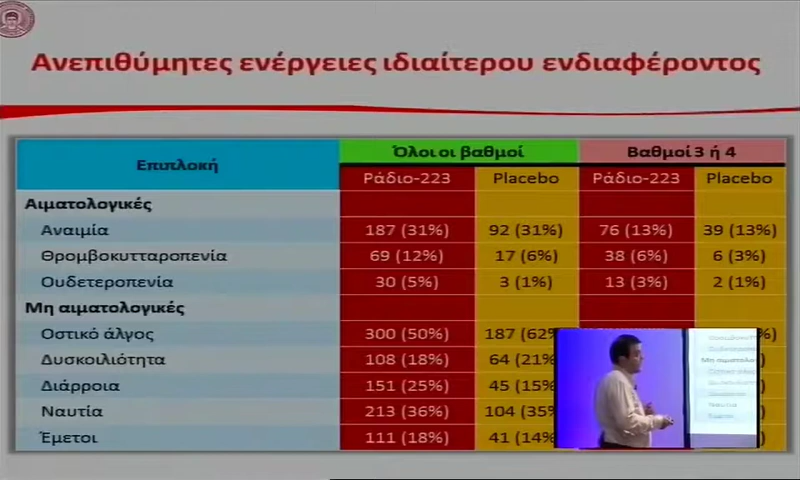 Ανεπιθύμητες ενέργειες ιδιαίτερου ενδιαφέροντος
Επιπλοκή Όλοι οι βαθμοί Βαθμοί 3 ή 4
Ράδιο-223 Placebo Ράδιο-223 Placebo
Αιματολογικές
Αναιμία 187 (31%) 92 (31%) 76 (13%) 39 (13%)
Θρομβοκυτταροπενία 69 (12%) 17 (6%) 38 (6%) 6 (3%)
Ουδετεροπενία 30 (5%) 3 (1%) 13 (3%) 2 (1%)
Μη αιματολογικές
Οστικό άλγος 300 (50%) 187 (62%
Δυσκοιλιότητα 108 (18%) 64 (21%
Διάρροια 151 (25%) 45 (15%
Ναυτία 213 (36%) 104 (35%
Έμετοι 111 (18%) 41 (14%